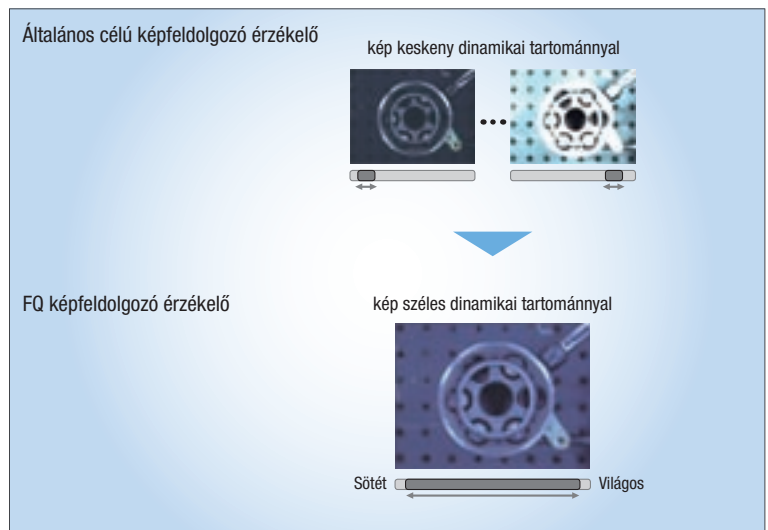 Általános célú képfeldolgozó érzékelő
kép keskeny dinamikai tartománnyal
FQ képfeldolgozó érzékelő
kép széles dinamikai tartománnyal
Sötét
Világos